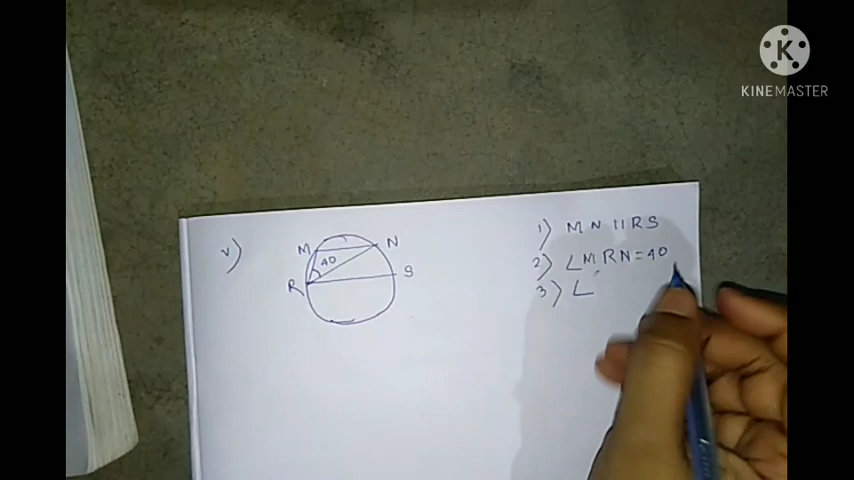 K
KINEMASTER
v)
M
N
40
R
S
1) MN || RS
2) ∠MRN = 40
3) ∠